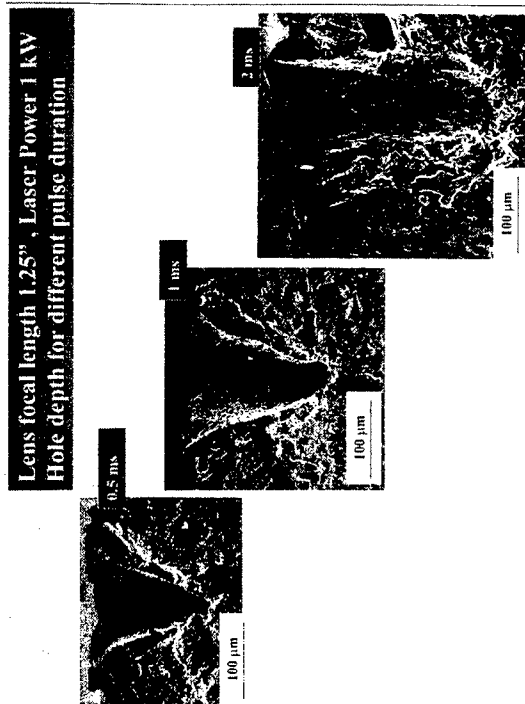 Lens focal length 1.25" , Laser Power 1 kW
Hole depth for different pulse duration
0.5 ms
100 µm
1 ms
100 µm
2 ms
100 µm